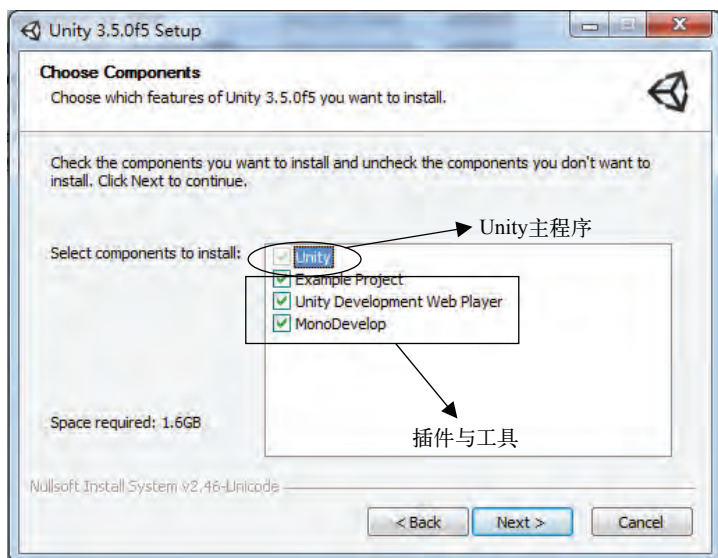 Unity 3.5.0f5 Setup
Choose Components
Choose which features of Unity 3.5.0f5 you want to install.
Check the components you want to install and uncheck the components you don't want to
install. Click Next to continue.
Unity主程序
Select components to install:
Unity
Example Project
Unity Development Web Player
MonoDevelop
Space required: 1.6GB
插件与工具
Nullsoft Install System v2.46-Unicode
< Back
Next >
Cancel